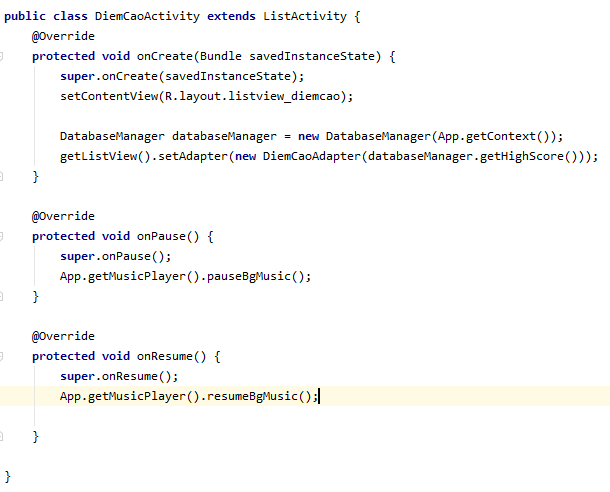 public class DiemCaoActivity extends ListActivity {
    @Override
    protected void onCreate(Bundle savedInstanceState) {
        super.onCreate(savedInstanceState);
        setContentView(R.layout.listview_diemcao);

        DatabaseManager databaseManager = new DatabaseManager(App.getContext());
        getListView().setAdapter(new DiemCaoAdapter(databaseManager.getHighScore()));
    }

    @Override
    protected void onPause() {
        super.onPause();
        App.getMusicPlayer().pauseBgMusic();
    }

    @Override
    protected void onResume() {
        super.onResume();
        App.getMusicPlayer().resumeBgMusic();

    }

}